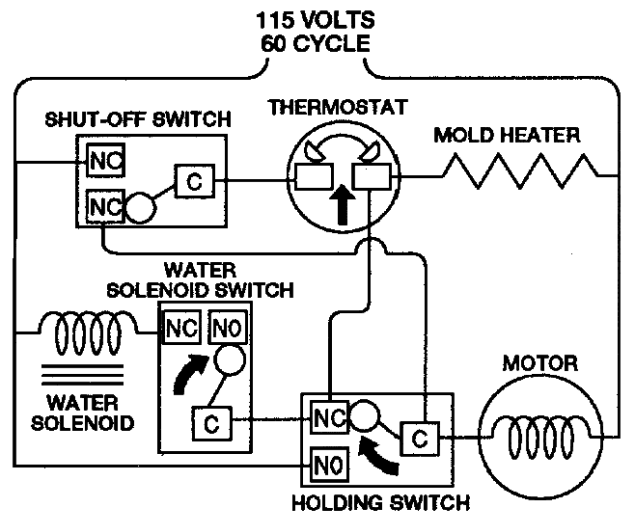 115 VOLTS
60 CYCLE
SHUT-OFF SWITCH
THERMOSTAT
MOLD HEATER
NC
C
NC
WATER
SOLENOID SWITCH
NC NO
MOTOR
WATER
SOLENOID
C
NC
C
NO
HOLDING SWITCH